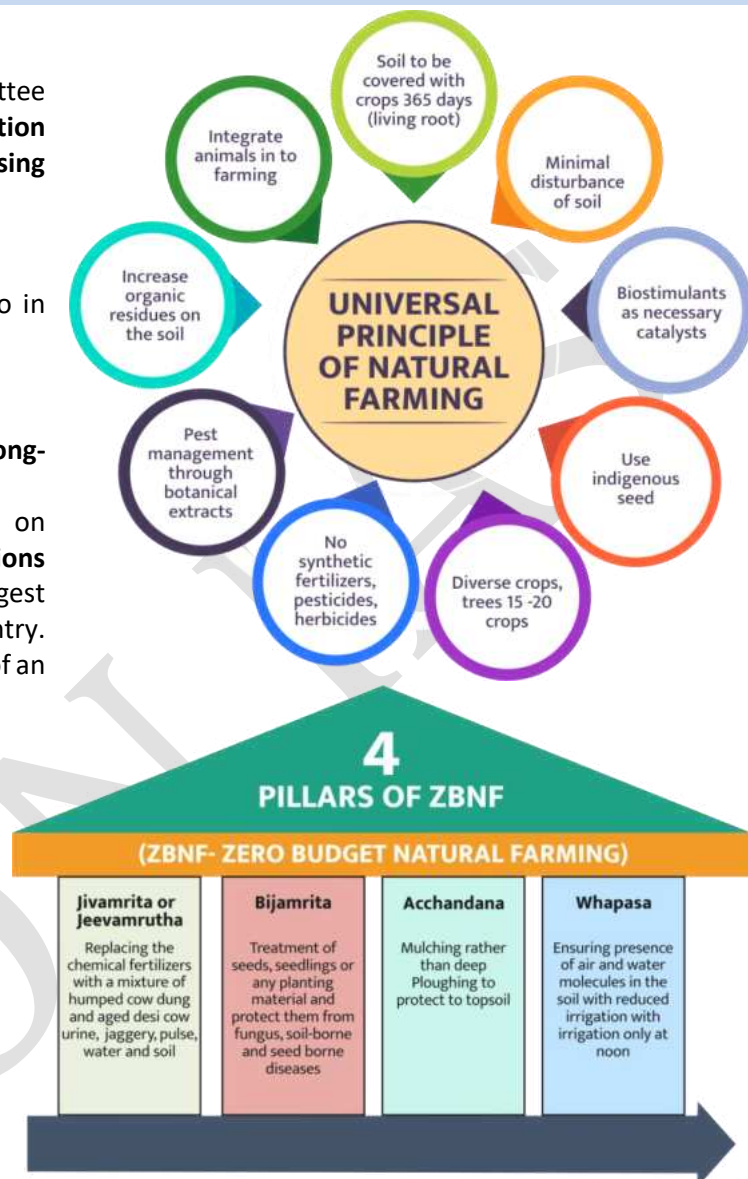 ttee
tion
sing
o in
ong-
on
ions
gest
ntry.
of an
Soil to be
covered with
crops 365 days
(living root)
Minimal
disturbance
of soil
Biostimulants
as necessary
catalysts
Use
indigenous
seed
Diverse crops,
trees 15 -20
crops
No
synthetic
fertilizers,
pesticides,
herbicides
Pest
management
through
botanical
extracts
Increase
organic
residues on
the soil
Integrate
animals in to
farming
UNIVERSAL
PRINCIPLE
OF NATURAL
FARMING
4
PILLARS OF ZBNF
(ZBNF- ZERO BUDGET NATURAL FARMING)
Jivamrita or
Jeevamrutha
Replacing the
chemical fertilizers
with a mixture of
humped cow dung
and aged desi cow
urine, jaggery, pulse,
water and soil
Bijamrita
Treatment of
seeds, seedlings or
any planting
material and
protect them from
fungus, soil-borne
and seed borne
diseases
Acchandana
Mulching rather
than deep
Ploughing to
protect to topsoil
Whapasa
Ensuring presence
of air and water
molecules in the
soil with reduced
irrigation with
irrigation only at
noon